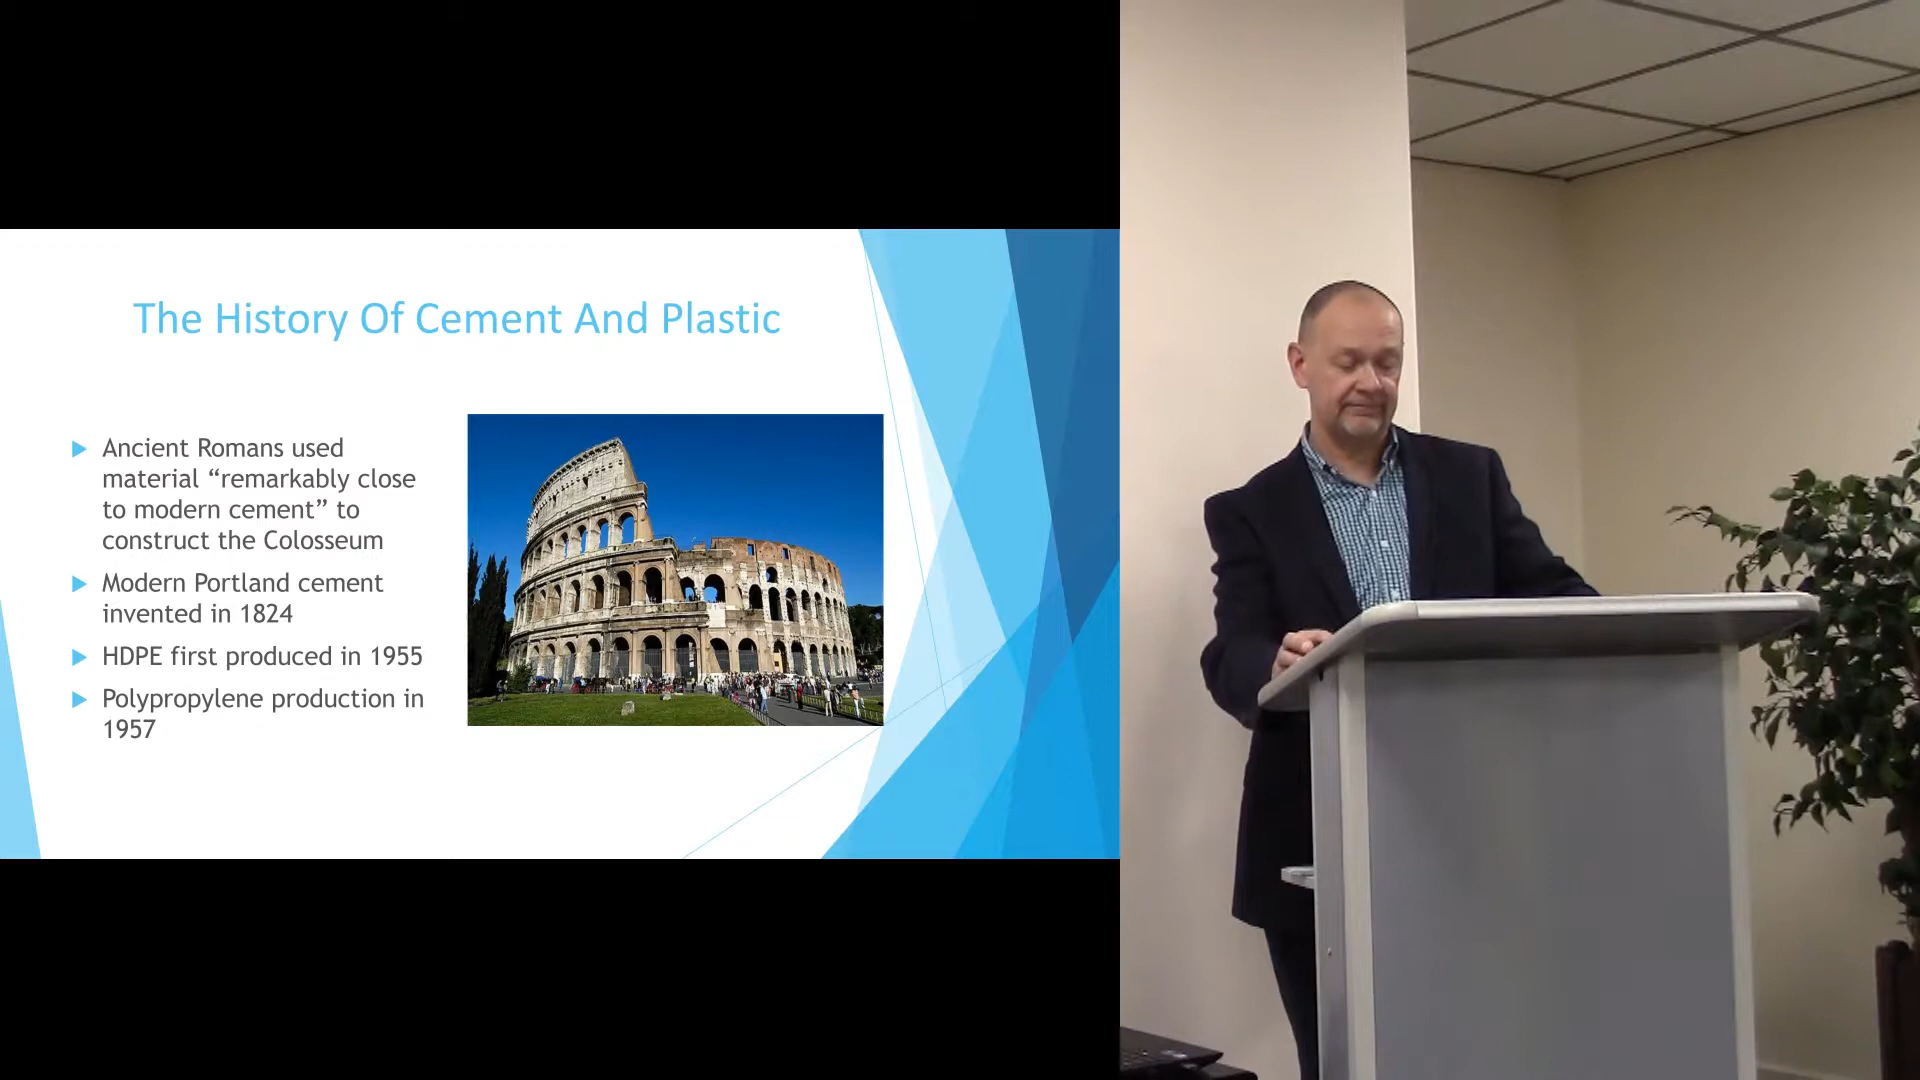 The History Of Cement And Plastic
Ancient Romans used
material “remarkably close
to modern cement” to
construct the Colosseum
Modern Portland cement
invented in 1824
HDPE first produced in 1955
Polypropylene production in
1957